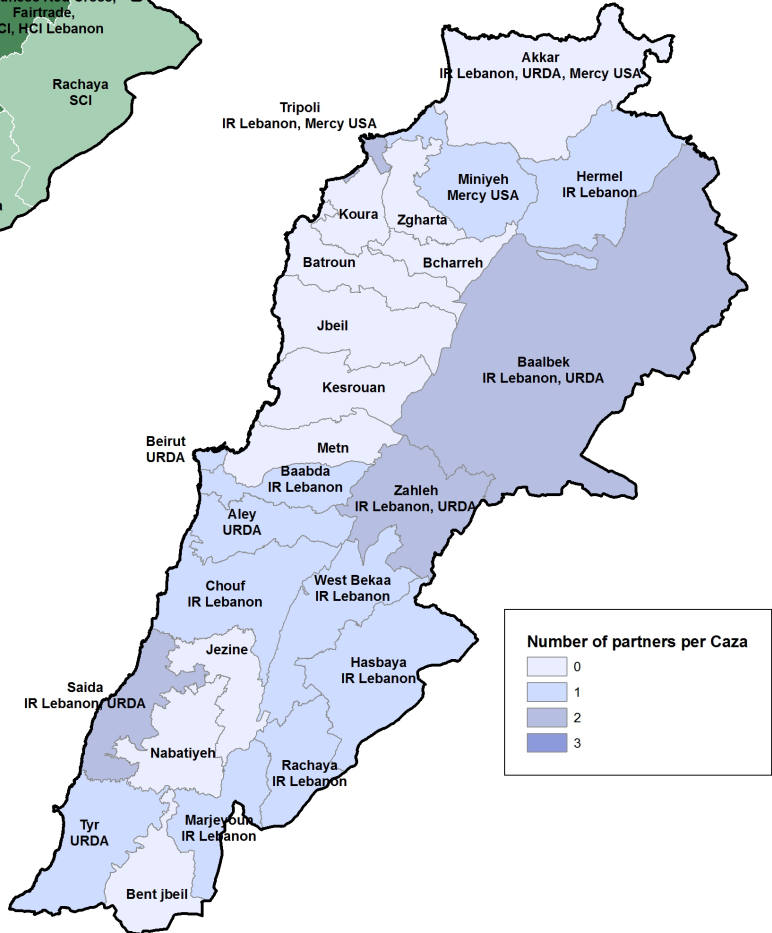 Fairtrade,
CI, HCI Lebanon
Rachaya
SCI
Akkar
IR Lebanon, URDA, Mercy USA
Tripoli
IR Lebanon, Mercy USA
Miniyeh
Mercy USA
Hermel
IR Lebanon
Koura
Zgharta
Batroun
Bcharreh
Jbeil
Baalbek
IR Lebanon, URDA
Kesrouan
Metn
Beirut
URDA
Baabda
IR Lebanon
Zahleh
IR Lebanon, URDA
Aley
URDA
Chouf
IR Lebanon
West Bekaa
IR Lebanon
Jezine
Hasbaya
IR Lebanon
Saida
IR Lebanon, URDA
Nabatiyeh
Rachaya
IR Lebanon
Tyr
URDA
Marjeyoun
IR Lebanon
Bent jbeil
Number of partners per Caza
0
1
2
3